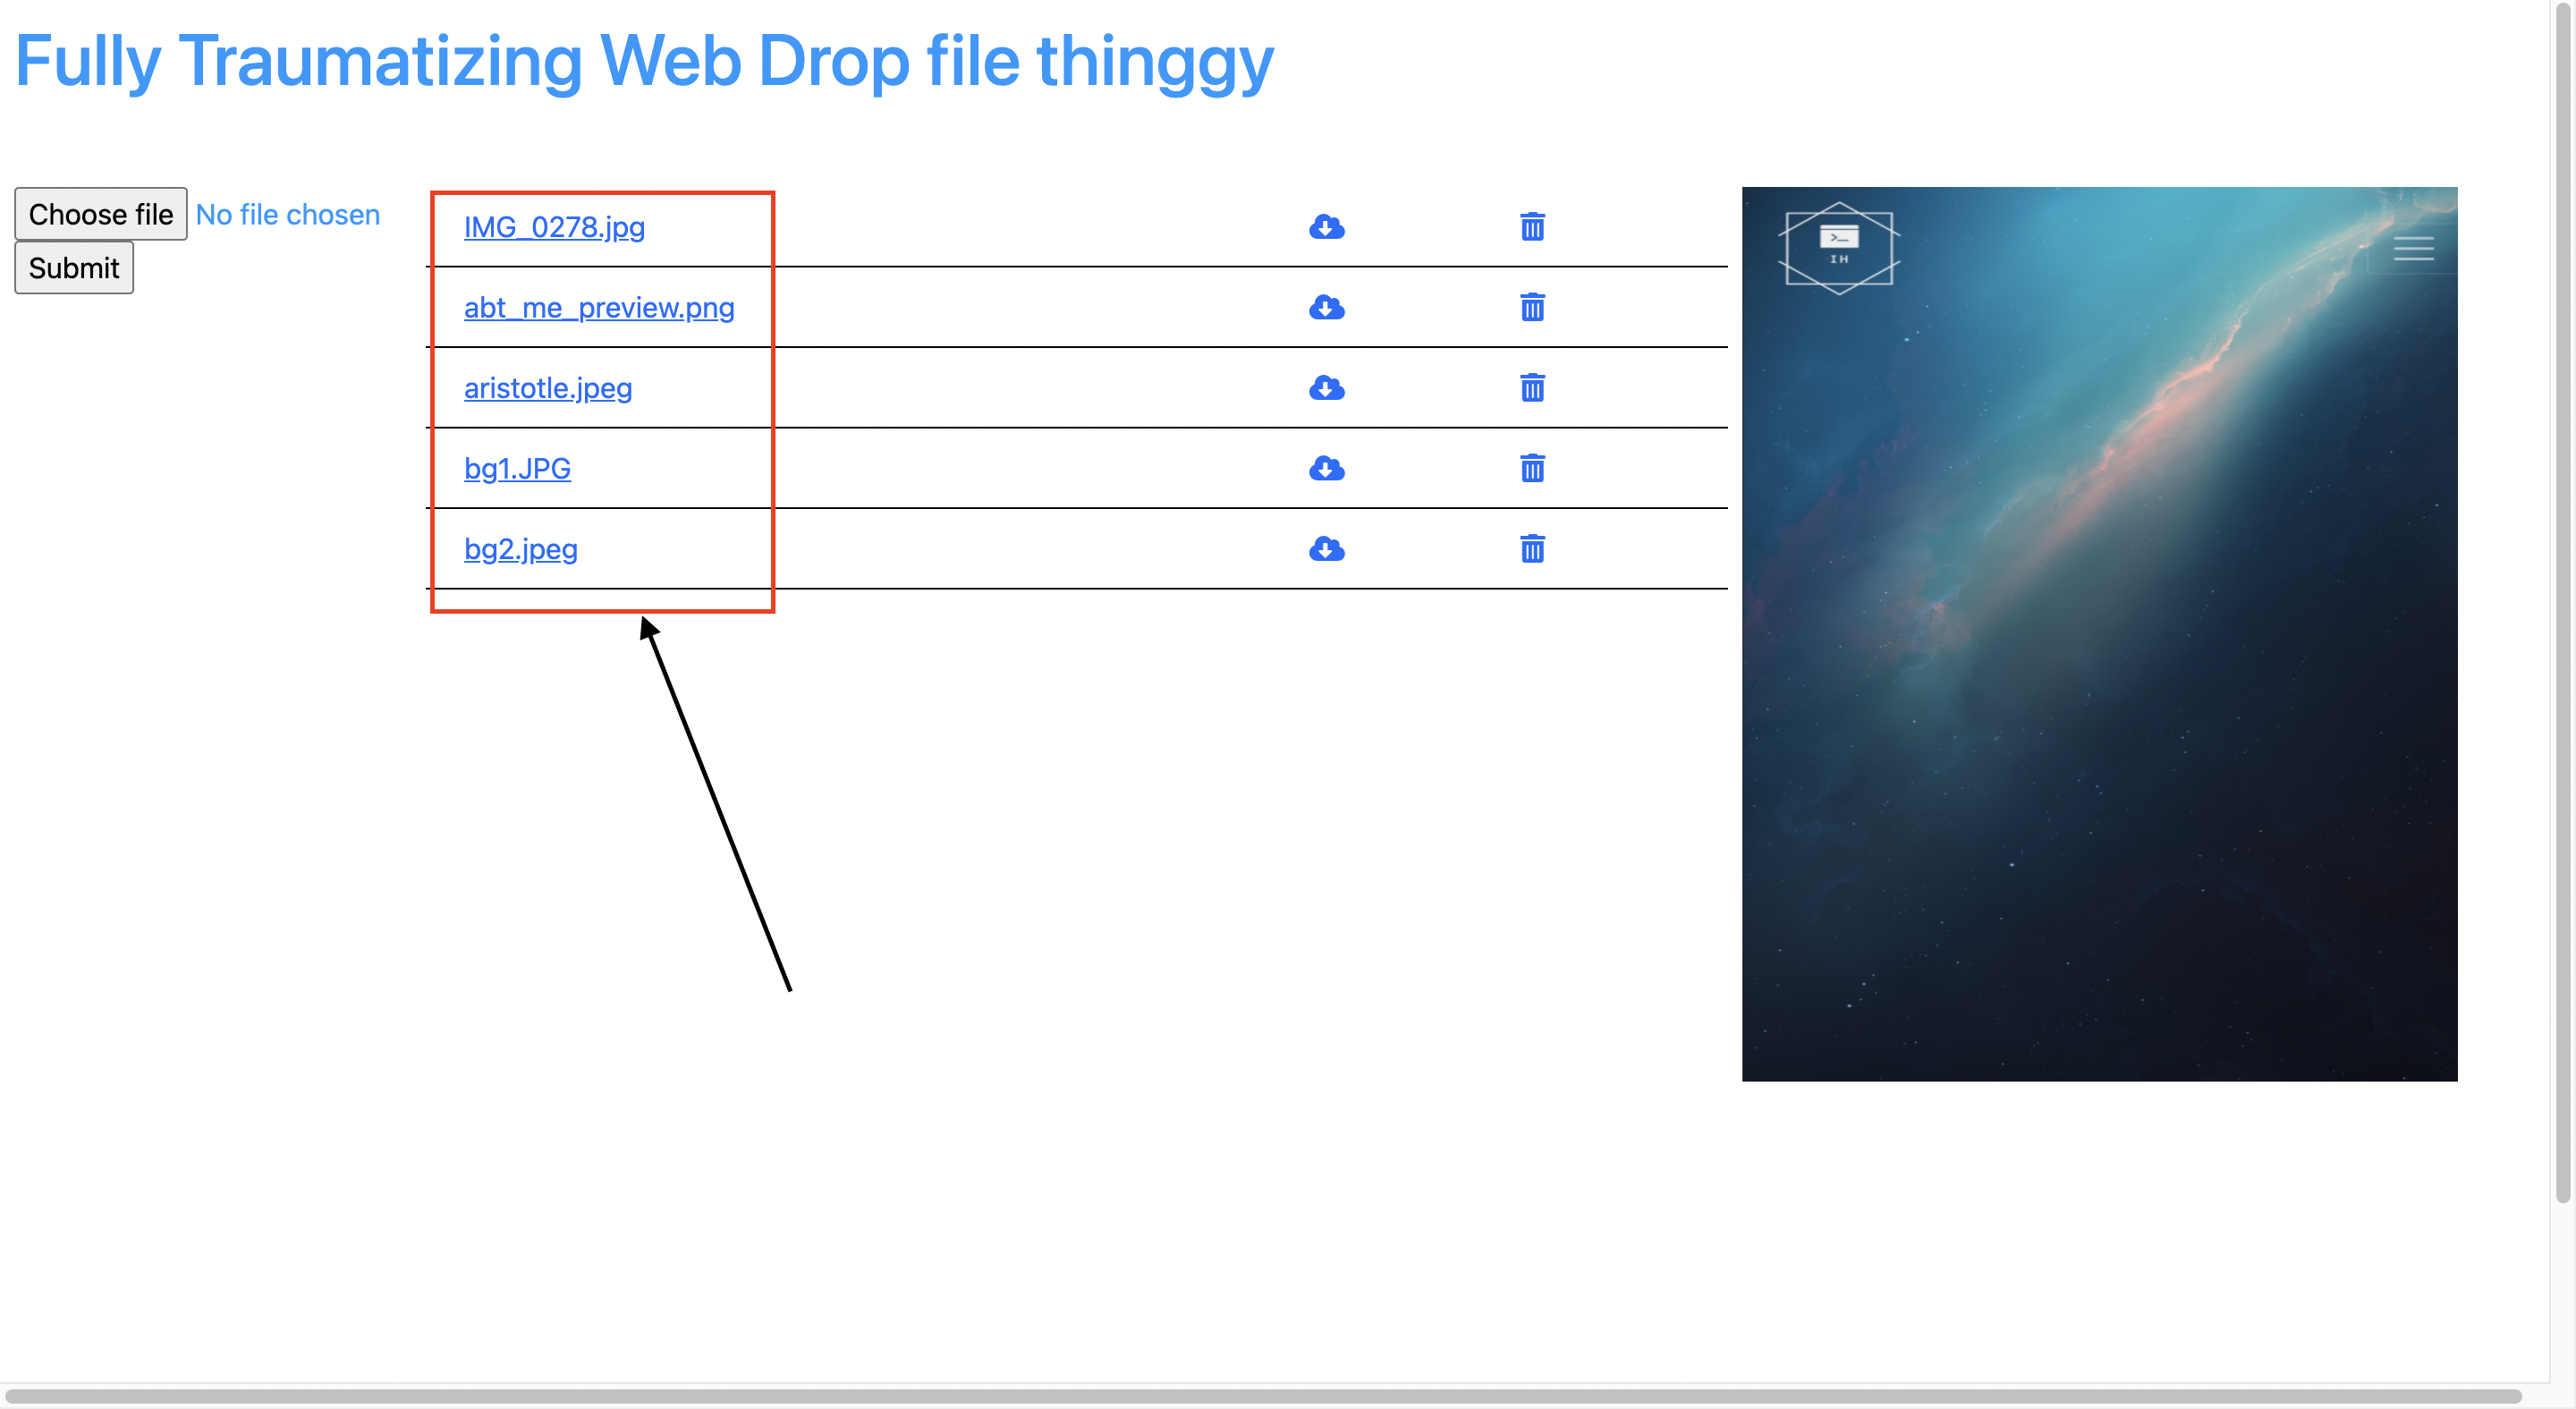 Fully Traumatizing Web Drop file thinggy
Choose file No file chosen
Submit
IMG_0278.jpg
abt_me_preview.png
aristotle.jpeg
bg1.JPG
bg2.jpeg
>_
IH